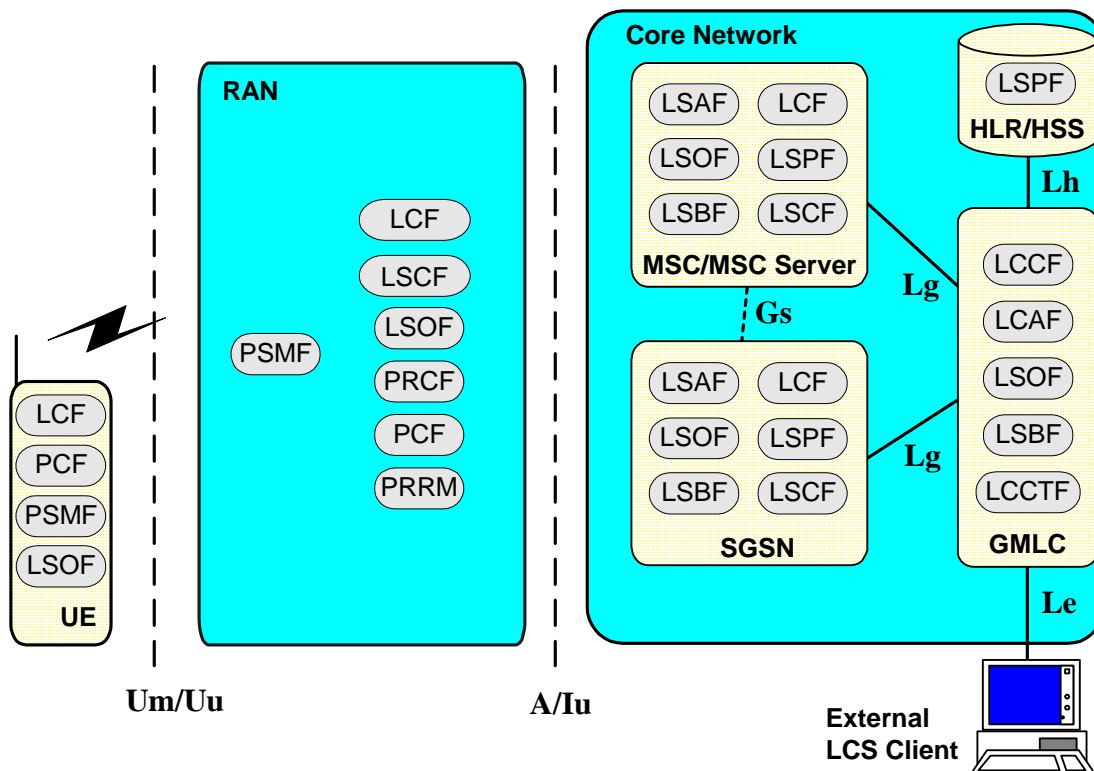 Core Network
RAN
LSAF
LCF
LSOF
LSPF
LSBF
LSCF
MSC/MSC Server
LSPF
HLR/HSS
Lh
Lg
Gs
LCF
LSCF
LSOF
PRCF
PCF
PRRM
PSMF
LCF
PCF
PSMF
LSOF
UE
LSAF
LCF
LSOF
LSPF
LSBF
LSCF
SGSN
Lg
LCCF
LCAF
LSOF
LSBF
LCCTF
GMLC
Le
Um/Uu
A/Iu
External
LCS Client